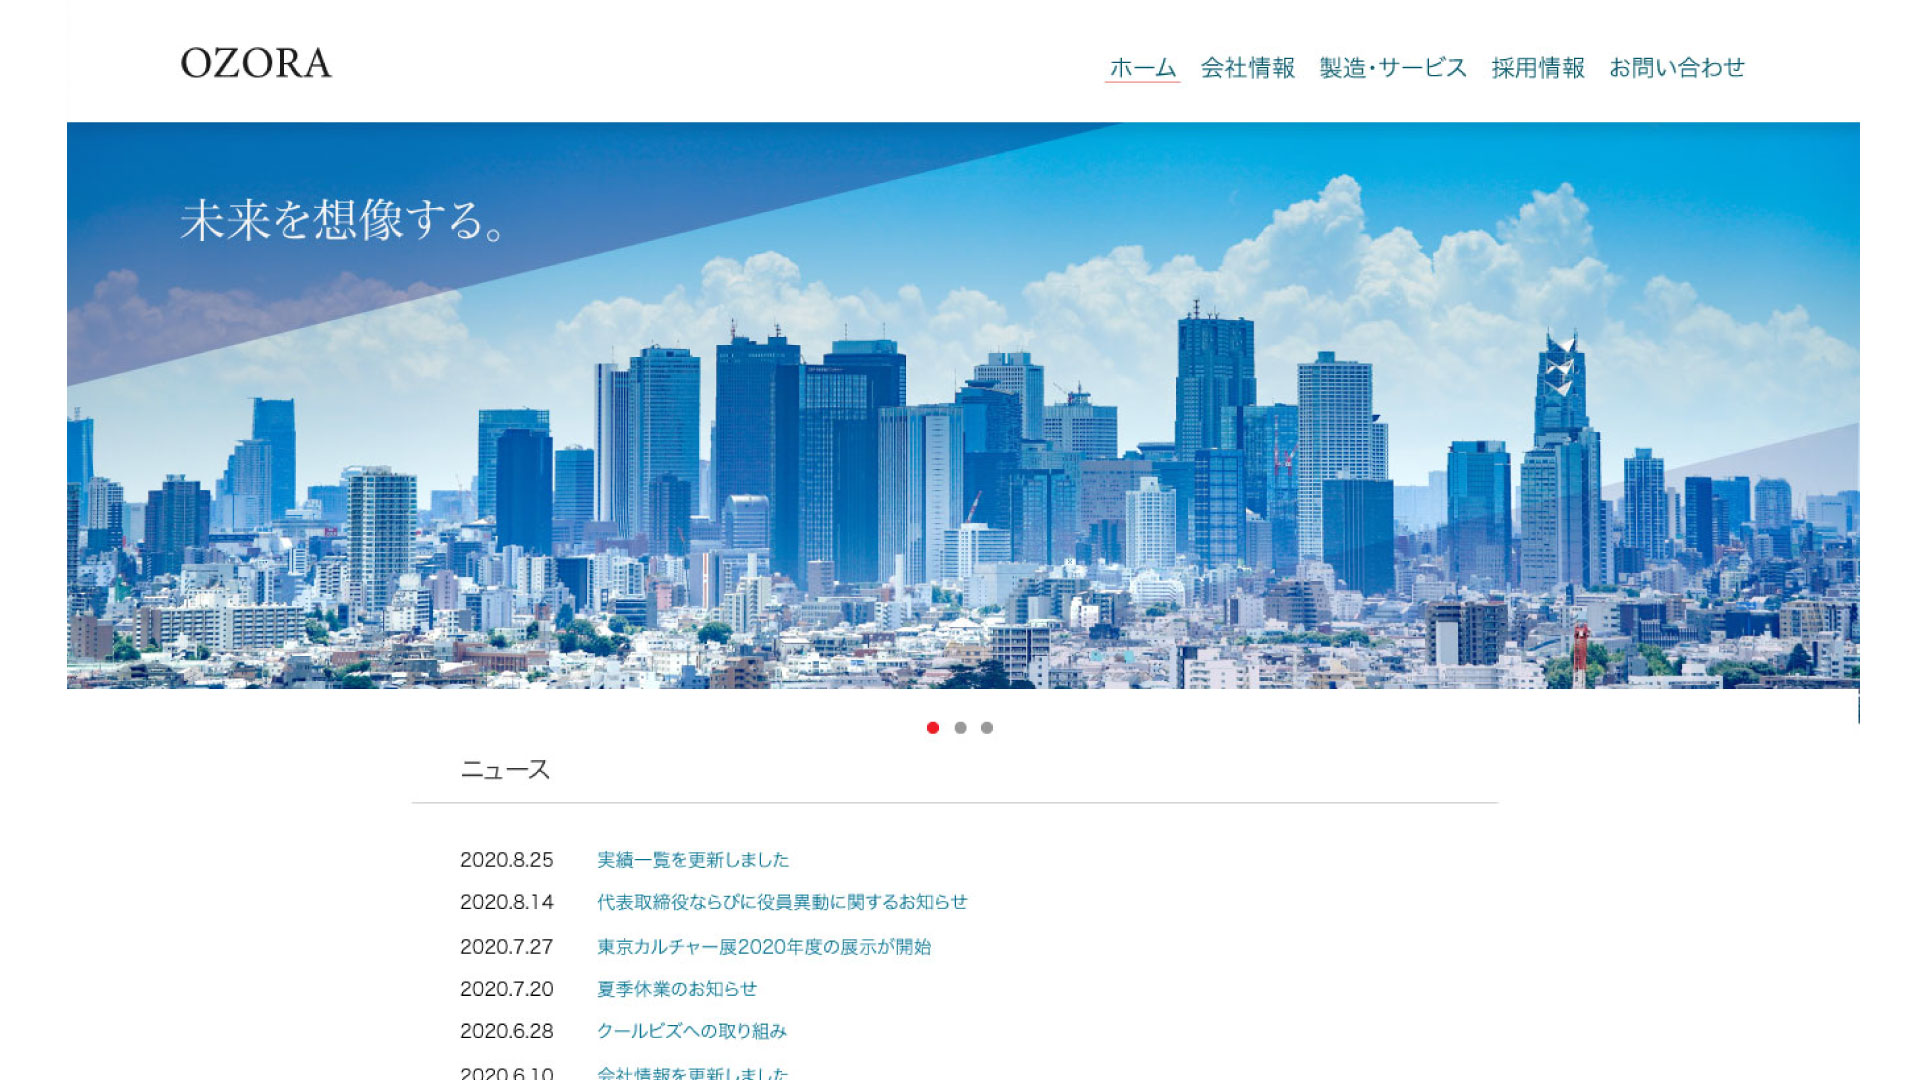 OZORA
ホーム 会社情報 製造・サービス 採用情報 お問い合わせ
未来を想像する。
ニュース
2020.8.25 実績一覧を更新しました
2020.8.14 代表取締役ならびに役員異動に関するお知らせ
2020.7.27 東京カルチャー展2020年度の展示が開始
2020.7.20 夏季休業のお知らせ
2020.6.28 クールビズへの取り組み
2020.6.10 会社情報を更新しました